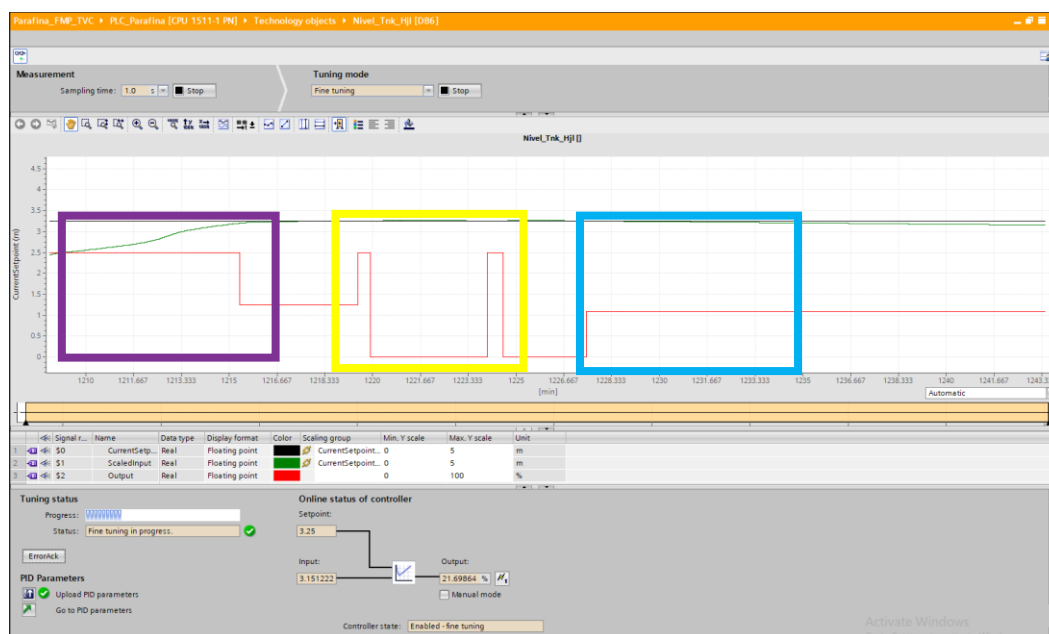 Parafina_FMP_TVC ▸ PLC_Parafina [CPU 1511-1 PN] ▸ Technology objects ▸ Nivel_Tnk_Hjl [DB6]
Measurement Tuning mode
Sampling time: 1.0 s Stop Fine tuning Stop
Nivel_Tnk_Hjl []
4.5
4
3.5
3
2.5
2
1.5
1
0.5
0
CurrentSetpoint (m)
1210 1211.667 1213.333 1215 1216.667 1218.333 1220 1221.667 1223.333 1225 1226.667 1228.333 1230 1231.667 1233.333 1235 1236.667 1238.333 1240 1241.667 1243.3
[min]
Automatic
Signal r... Name Data type Display format Color Scaling group Min. Y scale Max. Y scale Unit
1 $0 CurrentSetp... Real Floating point CurrentSetpoint... 0 5 m
2 $1 ScaledInput Real Floating point CurrentSetpoint... 0 5 m
3 $2 Output Real Floating point 0 100 %
Tuning status Online status of controller
Progress: Setpoint:
Status: Fine tuning in progress. 3.25
ErrorAck
Input: Output:
PID Parameters 3.151222 21.69864 %
Upload PID parameters Manual mode
Go to PID parameters
Controller state: Enabled - fine tuning
Activate Windows